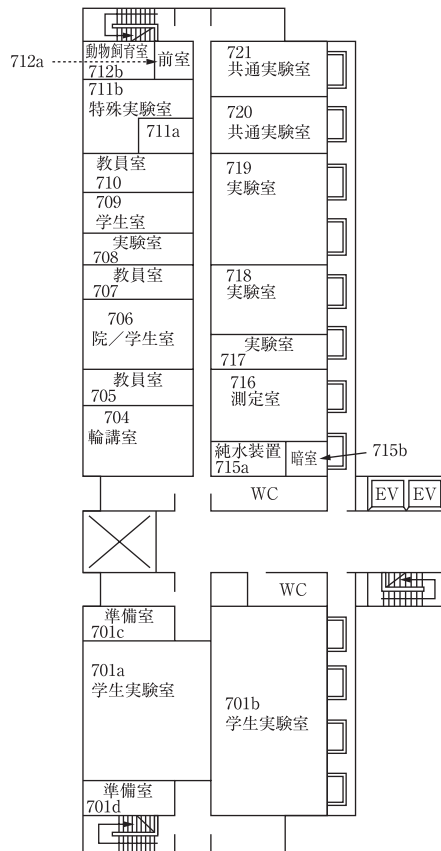 動物飼育室
前室
712a
712b
711b
特殊実験室
711a
教員室
710
709
学生室
実験室
708
教員室
707
706
院／学生室
教員室
705
704
輪講室
721
共通実験室
720
共通実験室
719
実験室
718
実験室
実験室
717
716
測定室
純水装置
715a
暗室
715b
WC
EV
EV
WC
準備室
701c
701a
学生実験室
701b
学生実験室
準備室
701d